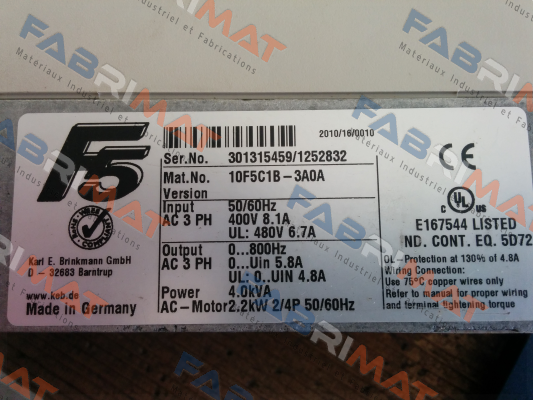 FABRIMAT
Matériaux Industriels et Fabrications
F5
2010/16/0010
Ser.No. 301315459/1252832
Mat.No. 10F5C1B-3A0A
Version
Input 50/60Hz
AC 3 PH 400V 8.1A
UL: 480V 6.7A
Output 0...800Hz
AC 3 PH 0...Uin 5.8A
UL: 0...Uin 4.8A
Power 4.0kVA
AC-Motor 2.2kW 2/4P 50/60Hz
Karl E. Brinkmann GmbH
D - 32683 Barntrup
www.keb.de
Made in Germany
CE
C UL US
E167544 LISTED
IND. CONT. EQ. 5D72
OL Protection at 130% of 4.8A
Wiring Connection:
Use 75°C copper wires only
Refer to manual for proper wiring
and terminal tightening torque